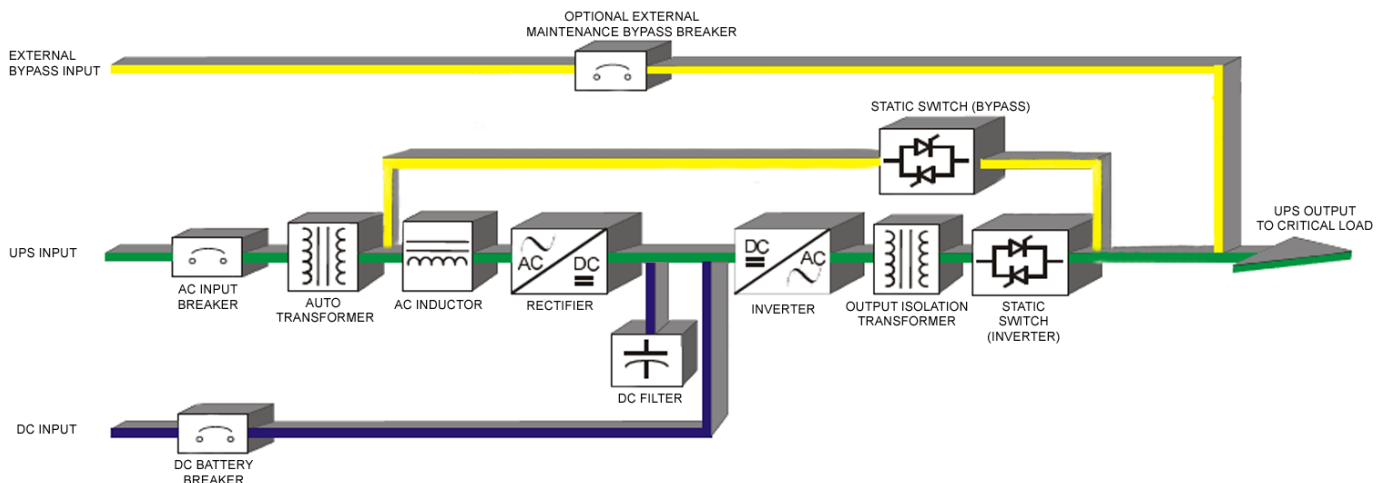 OPTIONAL EXTERNAL
MAINTENANCE BYPASS BREAKER
EXTERNAL
BYPASS INPUT
STATIC SWITCH (BYPASS)
UPS INPUT
AC INPUT
BREAKER
AUTO
TRANSFORMER
AC INDUCTOR
AC
DC
RECTIFIER
DC
AC
INVERTER
OUTPUT ISOLATION
TRANSFORMER
STATIC
SWITCH
(INVERTER)
UPS OUTPUT
TO CRITICAL LOAD
DC FILTER
DC INPUT
DC BATTERY
BREAKER